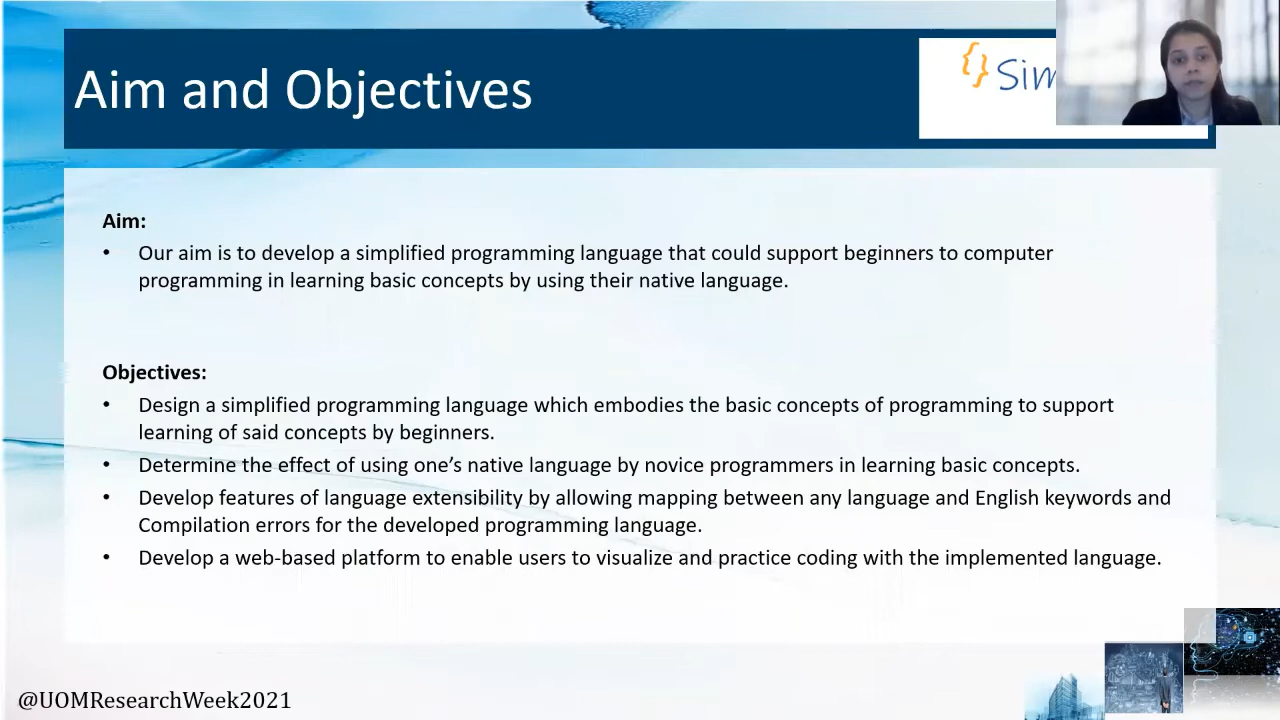 Aim and Objectives
{} Sim
Aim:
• Our aim is to develop a simplified programming language that could support beginners to computer
programming in learning basic concepts by using their native language.
Objectives:
• Design a simplified programming language which embodies the basic concepts of programming to support
learning of said concepts by beginners.
• Determine the effect of using one’s native language by novice programmers in learning basic concepts.
• Develop features of language extensibility by allowing mapping between any language and English keywords and
Compilation errors for the developed programming language.
• Develop a web-based platform to enable users to visualize and practice coding with the implemented language.
@UOMResearchWeek2021